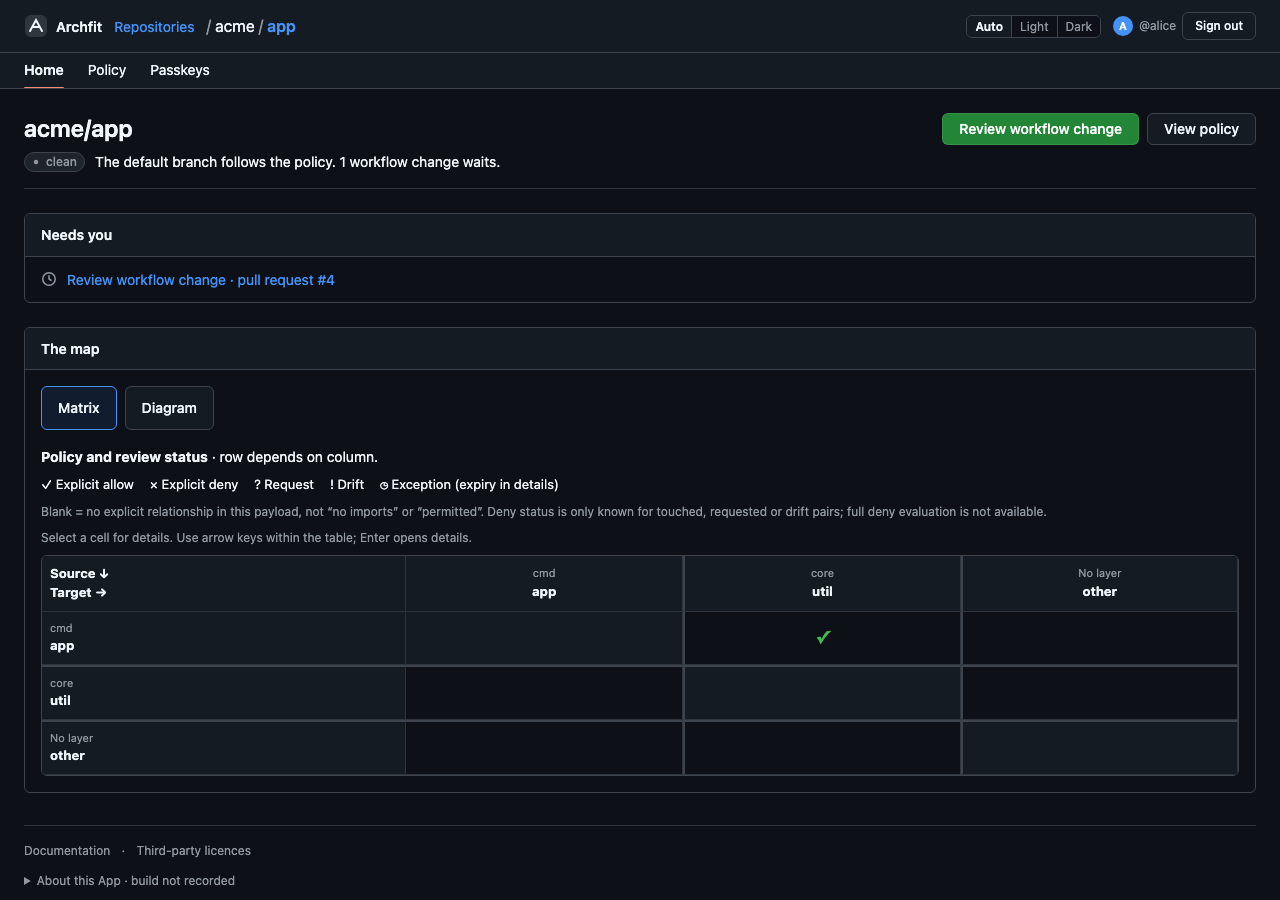 Archfit Repositories / acme / app Auto Light Dark A @alice Sign out
Home Policy Passkeys
acme/app Review workflow change View policy
clean The default branch follows the policy. 1 workflow change waits.
Needs you
Review workflow change · pull request #4
The map
Matrix Diagram
Policy and review status · row depends on column.
✓ Explicit allow × Explicit deny ? Request ! Drift ◷ Exception (expiry in details)
Blank = no explicit relationship in this payload, not “no imports” or “permitted”. Deny status is only known for touched, requested or drift pairs; full deny evaluation is not available.
Select a cell for details. Use arrow keys within the table; Enter opens details.
Source ↓
Target →
cmd
app
core
util
No layer
other
cmd
app
✓
core
util
No layer
other
Documentation · Third-party licences
▶ About this App · build not recorded